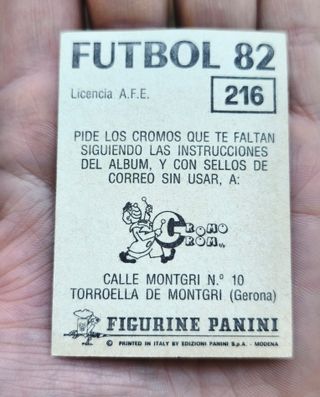 FUTBOL 82
Licencia A.F.E.
216
PIDE LOS CROMOS QUE TE FALTAN
SIGUIENDO LAS INSTRUCCIONES
DEL ALBUM, Y CON SELLOS DE
CORREO SIN USAR, A:
CROMO
CROM
CALLE MONTGRI N.º 10
TORROELLA DE MONTGRI (Gerona)
FIGURINE PANINI
© PRINTED IN ITALY BY EDIZIONI PANINI S.p.A. - MODENA